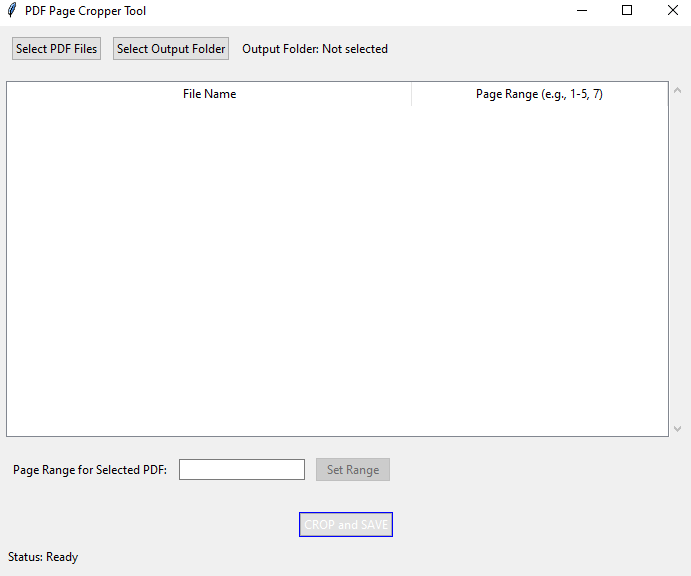 PDF Page Cropper Tool
Select PDF Files Select Output Folder Output Folder: Not selected
File Name Page Range (e.g., 1-5, 7)
Page Range for Selected PDF: Set Range
CROP and SAVE
Status: Ready